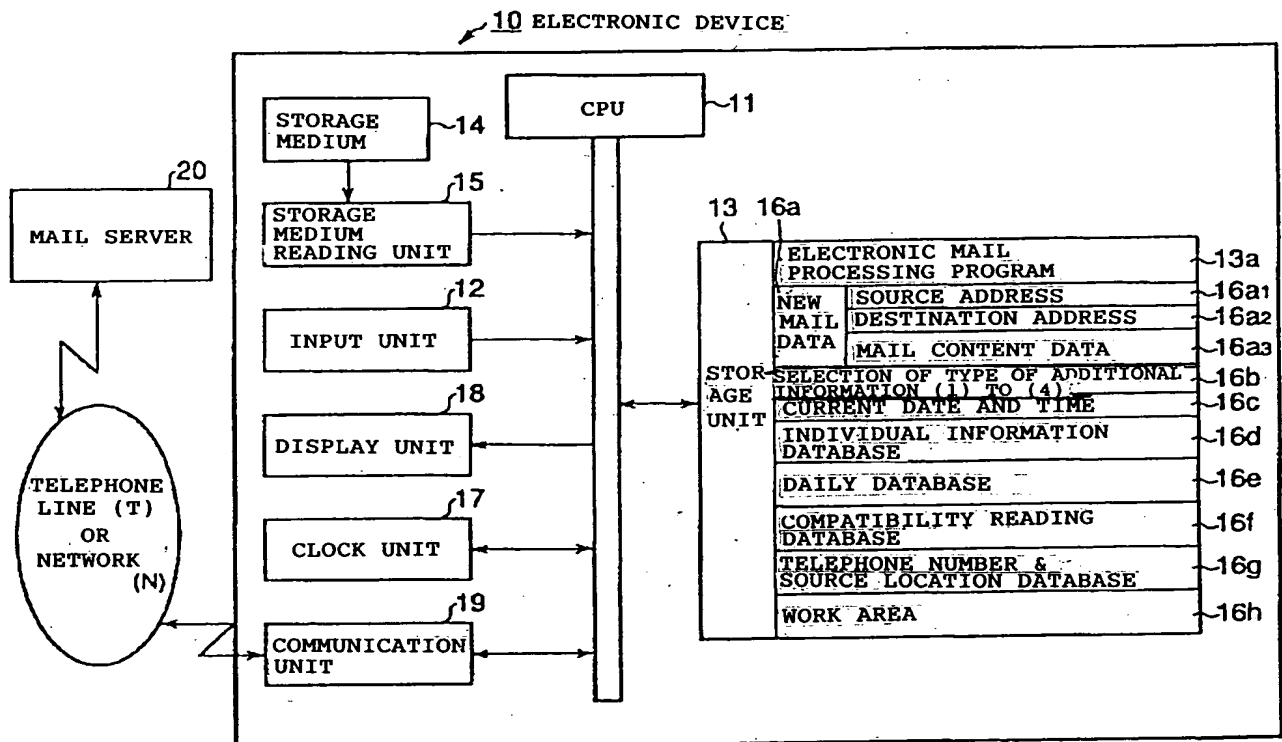 10 ELECTRONIC DEVICE
CPU
11
STORAGE
MEDIUM
14
20
MAIL SERVER
15
STORAGE
MEDIUM
READING UNIT
12
INPUT UNIT
18
DISPLAY UNIT
17
CLOCK UNIT
19
COMMUNICATION
UNIT
TELEPHONE
LINE (T)
OR
NETWORK
(N)
13
16a
STOR
AGE
UNIT
ELECTRONIC MAIL
PROCESSING PROGRAM
13a
NEW
MAIL
DATA
SOURCE ADDRESS
16a1
DESTINATION ADDRESS
16a2
MAIL CONTENT DATA
16a3
SELECTION OF TYPE OF ADDITIONAL
INFORMATION (1) TO (4)
16b
CURRENT DATE AND TIME
16c
INDIVIDUAL INFORMATION
DATABASE
16d
DAILY DATABASE
16e
COMPATIBILITY READING
DATABASE
16f
TELEPHONE NUMBER &
SOURCE LOCATION DATABASE
16g
WORK AREA
16h